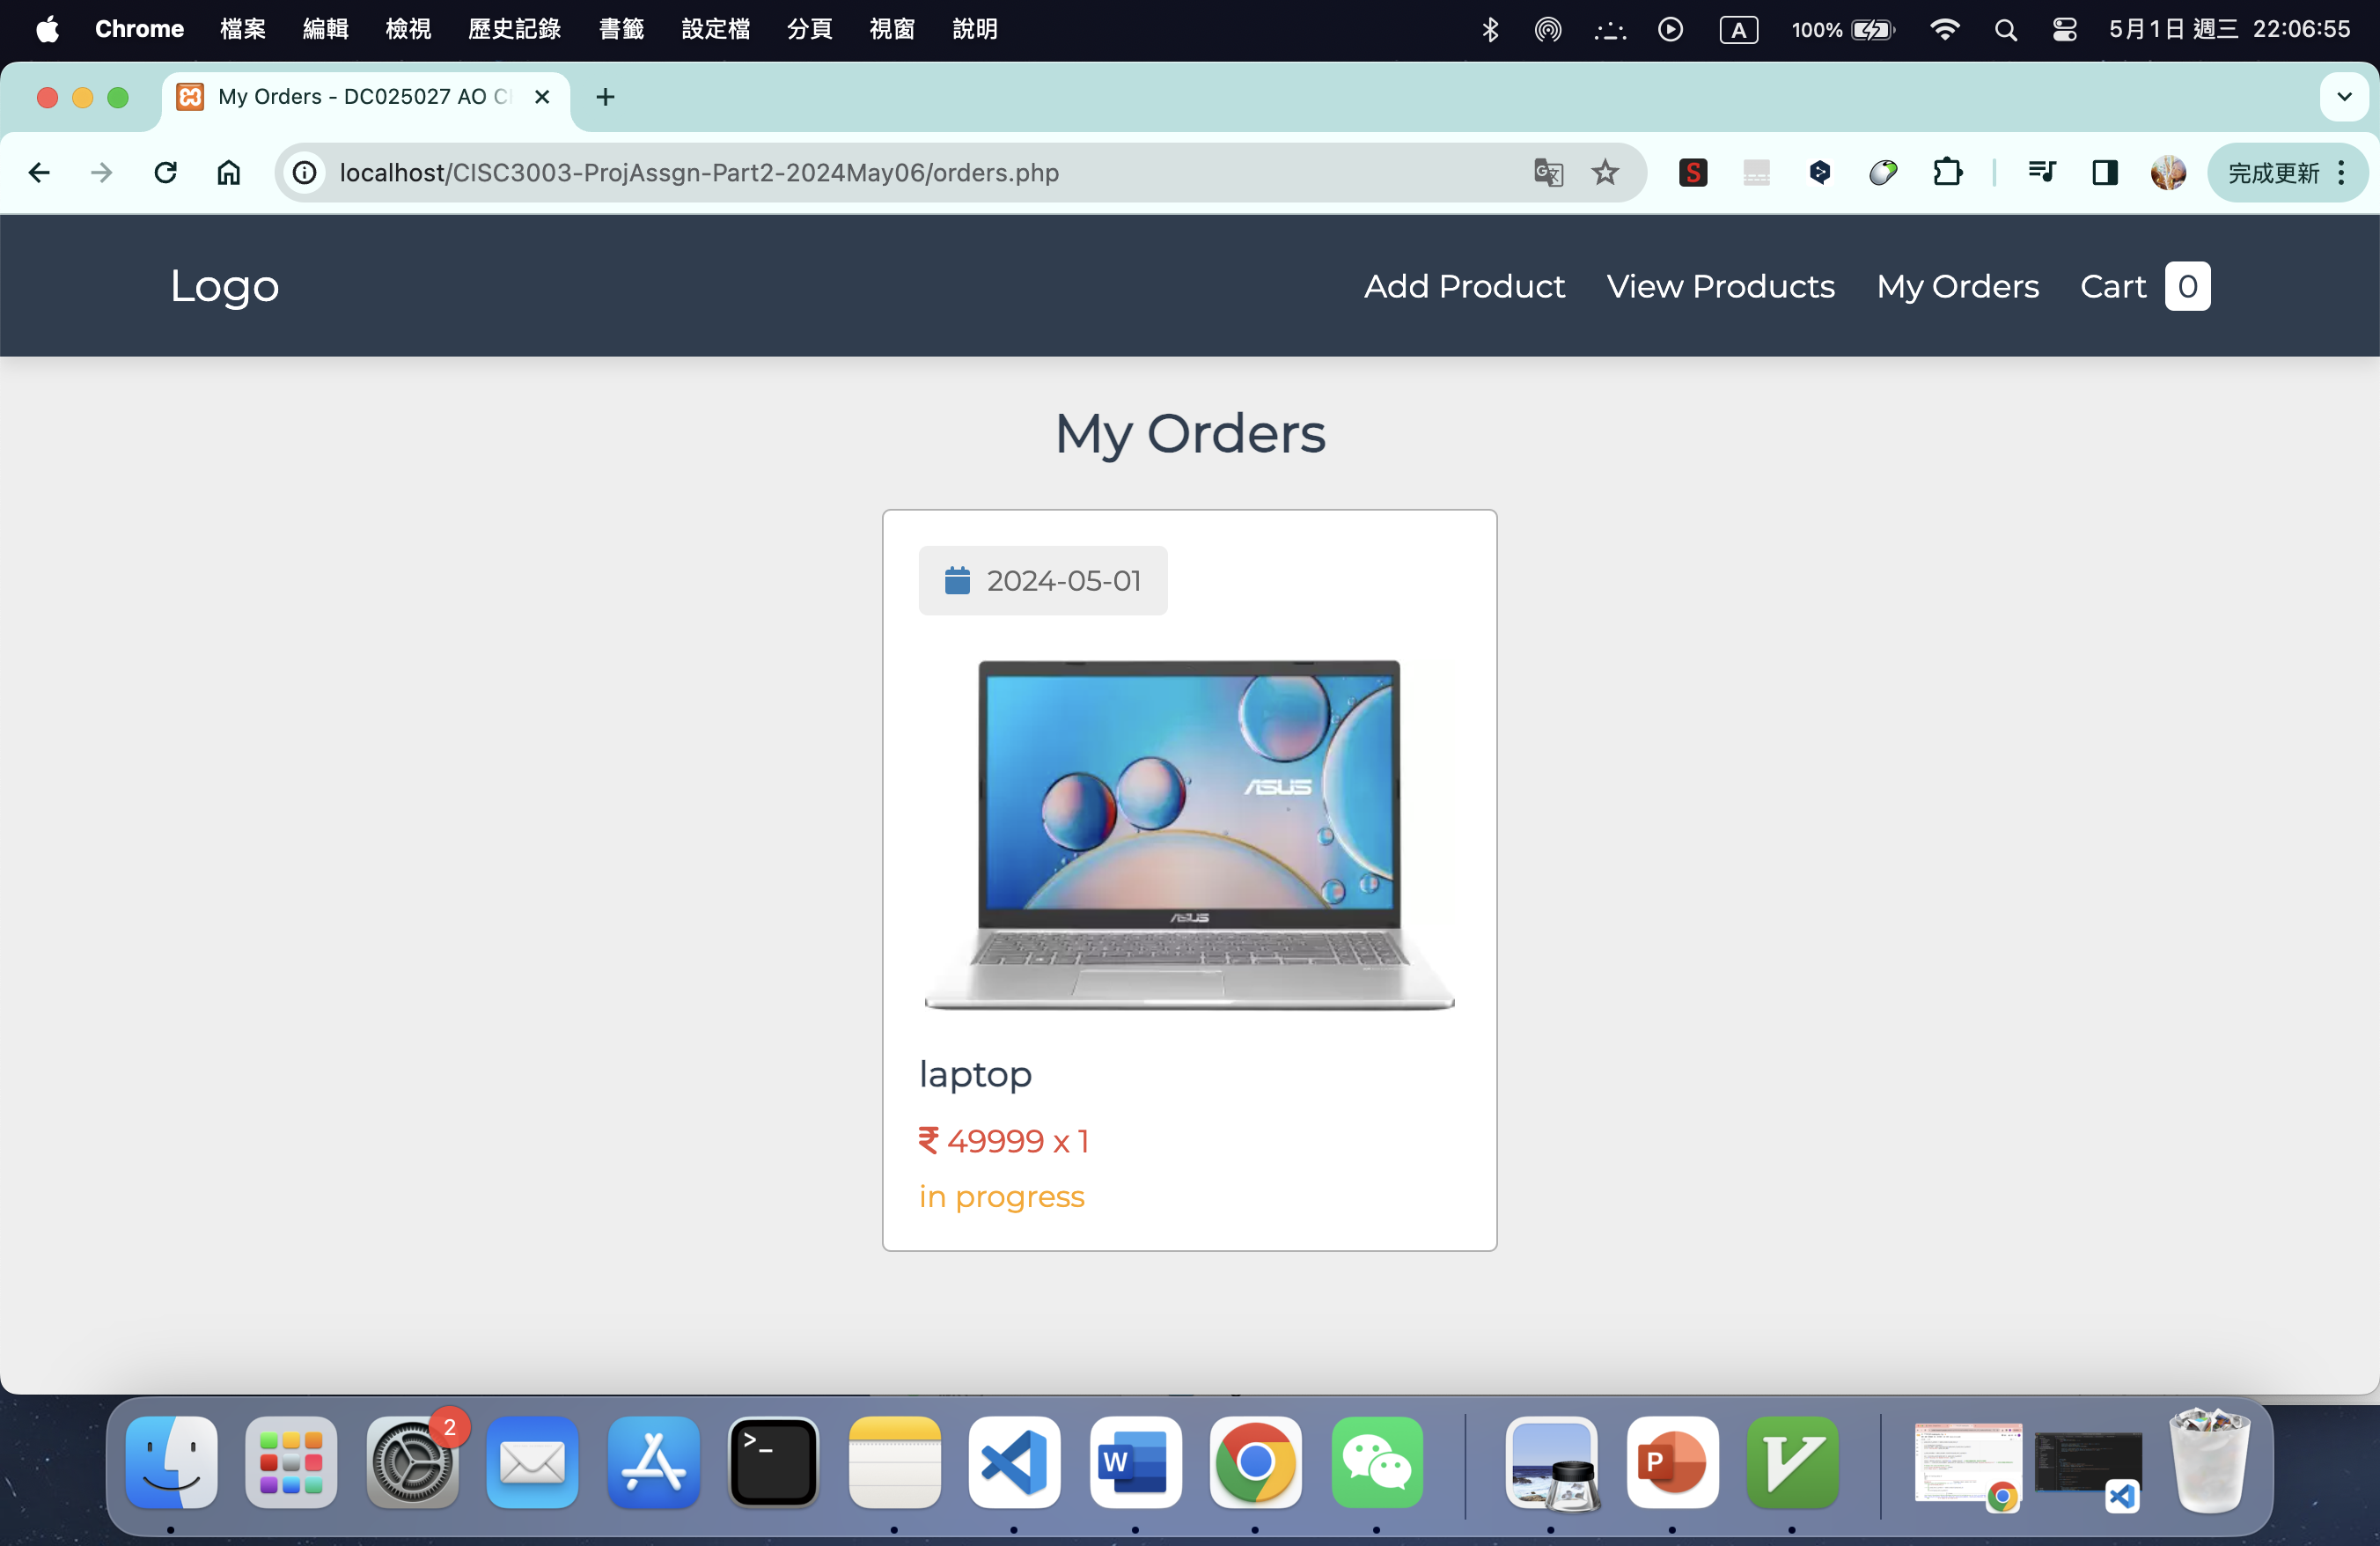 Chrome 檔案 編輯 檢視 歷史記錄 書籤 設定檔 分頁 視窗 說明 A 100% 5月1日 週三 22:06:55
My Orders - DC025027 AO C
localhost/CISC3003-ProjAssgn-Part2-2024May06/orders.php
S
完成更新
Logo Add Product View Products My Orders Cart 0
My Orders
2024-05-01
ASUS
ASUS
laptop
₹ 49999 x 1
in progress
2
>_
W
P
V